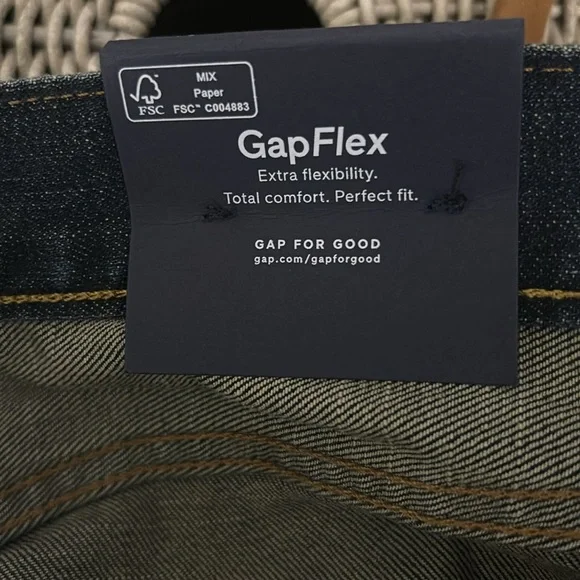 MIX
Paper
FSC
FSC™ C004883
GapFlex
Extra flexibility.
Total comfort. Perfect fit.
GAP FOR GOOD
gap.com/gapforgood